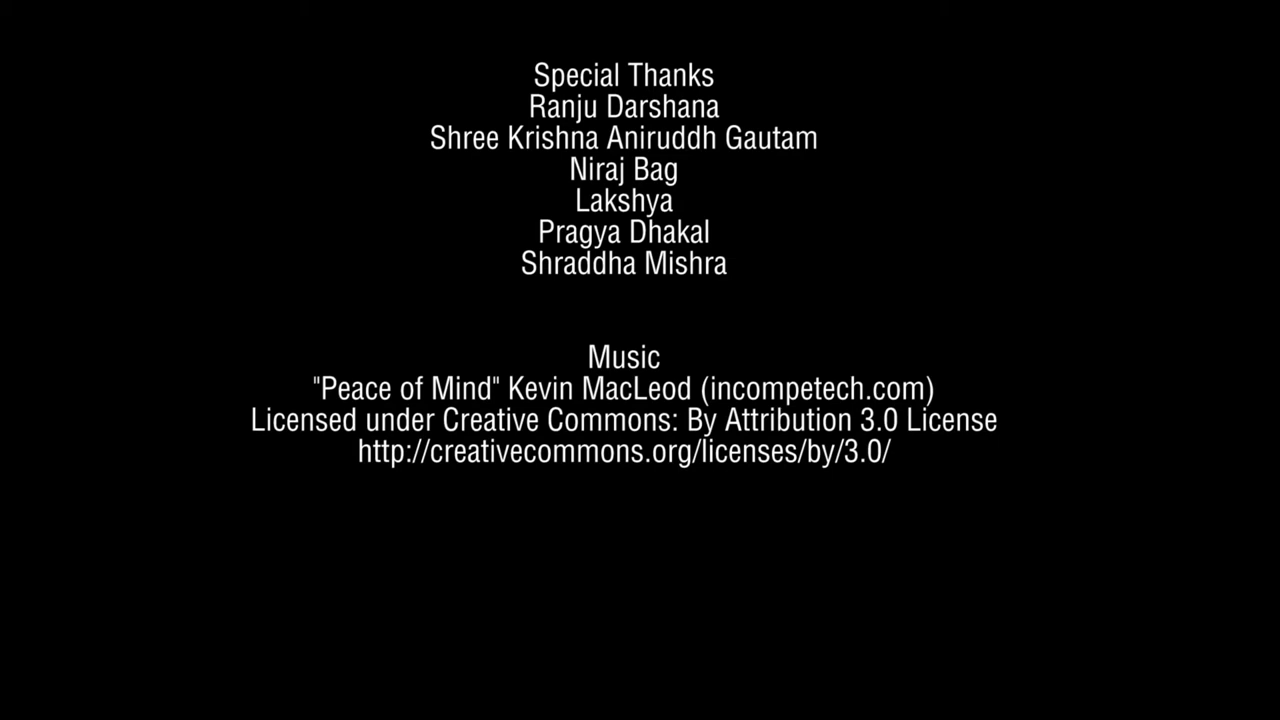 Special Thanks
Ranju Darshana
Shree Krishna Aniruddh Gautam
Niraj Bag
Lakshya
Pragya Dhakal
Shraddha Mishra
Music
"Peace of Mind" Kevin MacLeod (incompetech.com)
Licensed under Creative Commons: By Attribution 3.0 License
http://creativecommons.org/licenses/by/3.0/